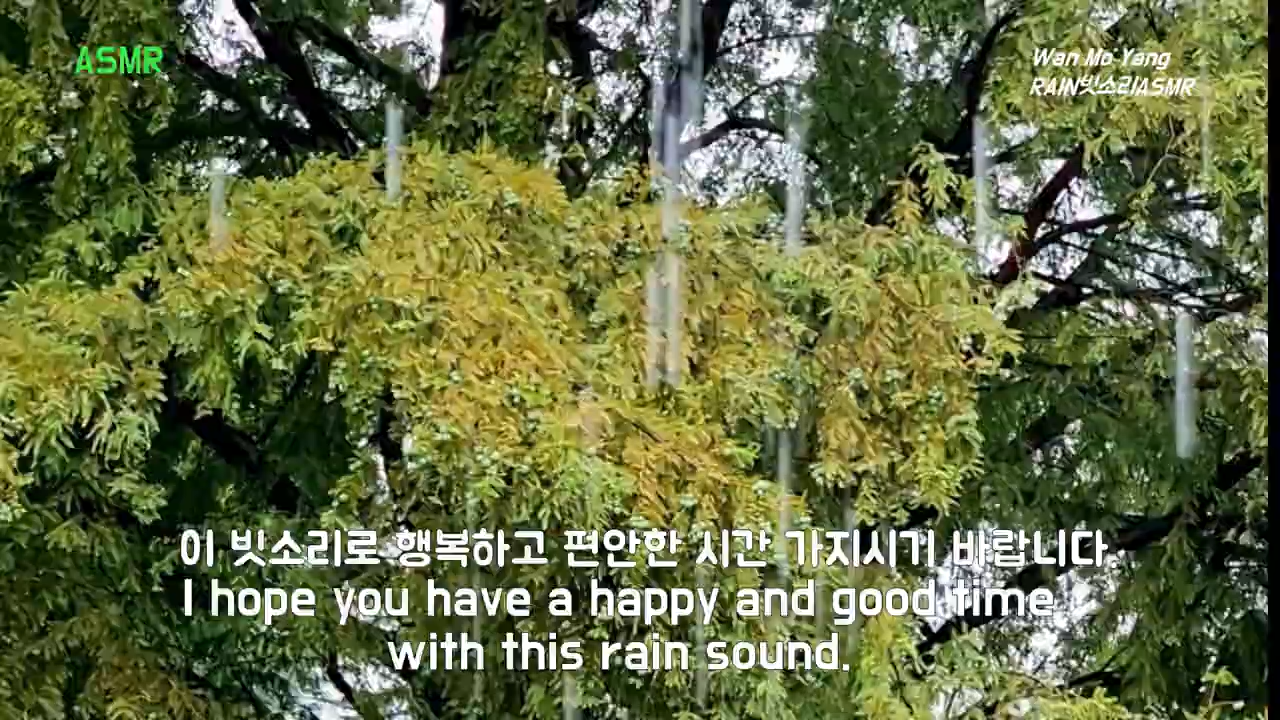 ASMR
Wan Mo Yang
RAIN빗소리ASMR
이 빗소리로 행복하고 편안한 시간 가지시기 바랍니다.
I hope you have a happy and good time
with this rain sound.